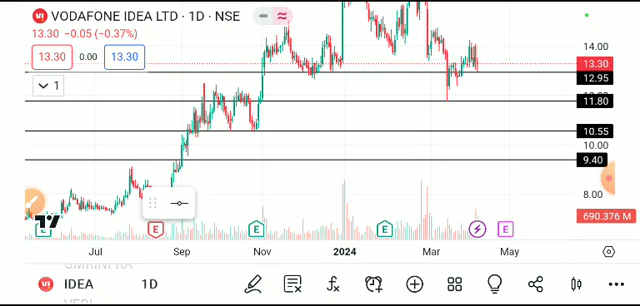 VODAFONE IDEA LTD · 1D · NSE
13.30 −0.05 (−0.37%)
13.30 0.00 13.30
1
14.00
13.30
12.95
11.80
10.55
10.00
9.40
8.00
690.376 M
E E E E E
Jul Sep Nov 2024 Mar May
IDEA 1D